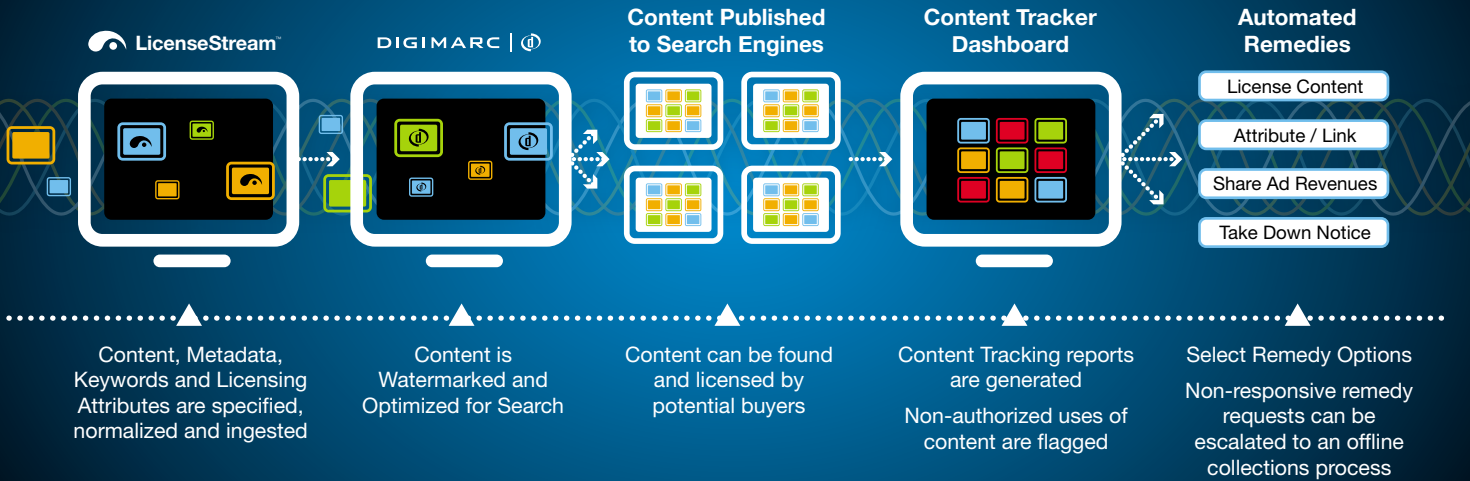 LicenseStream™
DIGIMARC
Content Published
to Search Engines
Content Tracker
Dashboard
Automated
Remedies
License Content
Attribute / Link
Share Ad Revenues
Take Down Notice
Content, Metadata,
Keywords and Licensing
Attributes are specified,
normalized and ingested
Content is
Watermarked and
Optimized for Search
Content can be found
and licensed by
potential buyers
Content Tracking reports
are generated
Non-authorized uses of
content are flagged
Select Remedy Options
Non-responsive remedy
requests can be
escalated to an offline
collections process